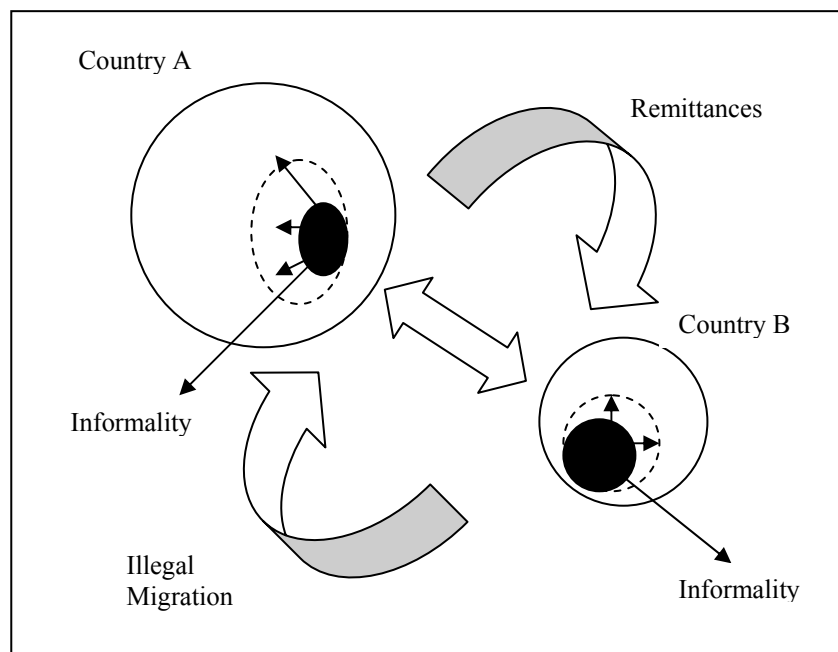 Country A
Remittances
Country B
Informality
Illegal
Migration
Informality